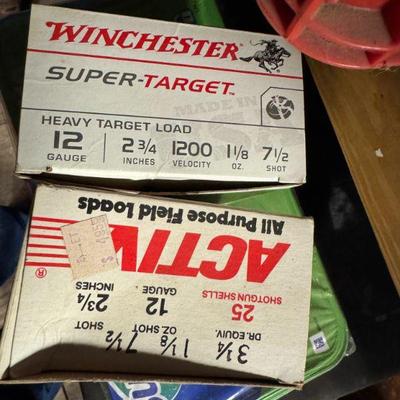 WINCHESTER
SUPER-TARGET
HEAVY TARGET LOAD
12 2 3/4 1200 1 1/8 7 1/2
GAUGE INCHES VELOCITY OZ. SHOT
MADE IN
3 1/4 1 1/8 7 1/2
DR. EQUIV. OZ SHOT SHOT
25 12 2 3/4
SHOTGUN SHELLS GAUGE INCHES
ACTIV
®
All Purpose Field Loads